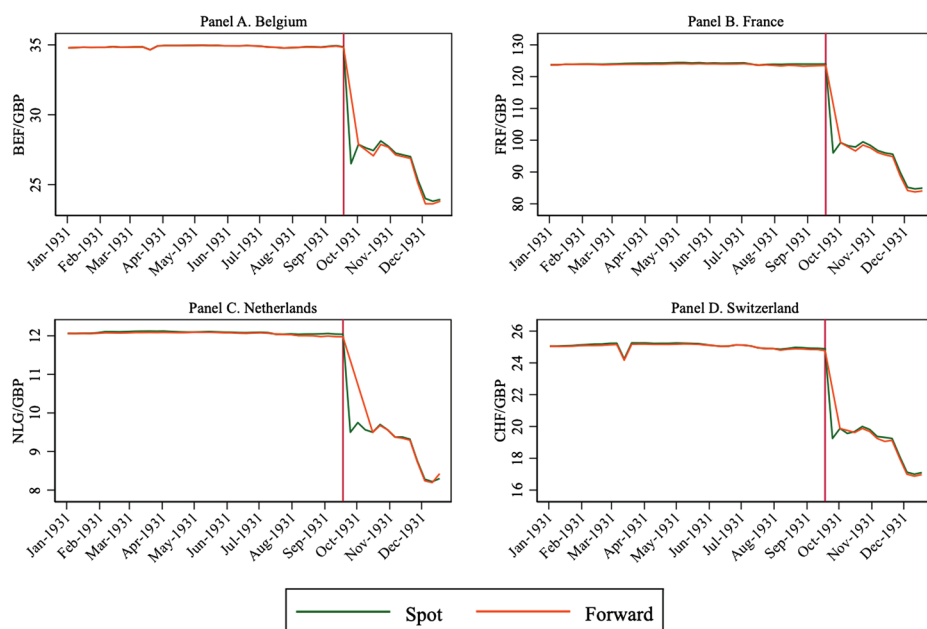 Panel A. Belgium
BEF/GBP
35
30
25
Jan-1931
Feb-1931
Mar-1931
Apr-1931
May-1931
Jun-1931
Jul-1931
Aug-1931
Sep-1931
Oct-1931
Nov-1931
Dec-1931
Panel B. France
FRF/GBP
130
120
110
100
90
80
Jan-1931
Feb-1931
Mar-1931
Apr-1931
May-1931
Jun-1931
Jul-1931
Aug-1931
Sep-1931
Oct-1931
Nov-1931
Dec-1931
Panel C. Netherlands
NLG/GBP
12
11
10
9
8
Jan-1931
Feb-1931
Mar-1931
Apr-1931
May-1931
Jun-1931
Jul-1931
Aug-1931
Sep-1931
Oct-1931
Nov-1931
Dec-1931
Panel D. Switzerland
CHF/GBP
26
24
22
20
18
16
Jan-1931
Feb-1931
Mar-1931
Apr-1931
May-1931
Jun-1931
Jul-1931
Aug-1931
Sep-1931
Oct-1931
Nov-1931
Dec-1931
Spot
Forward